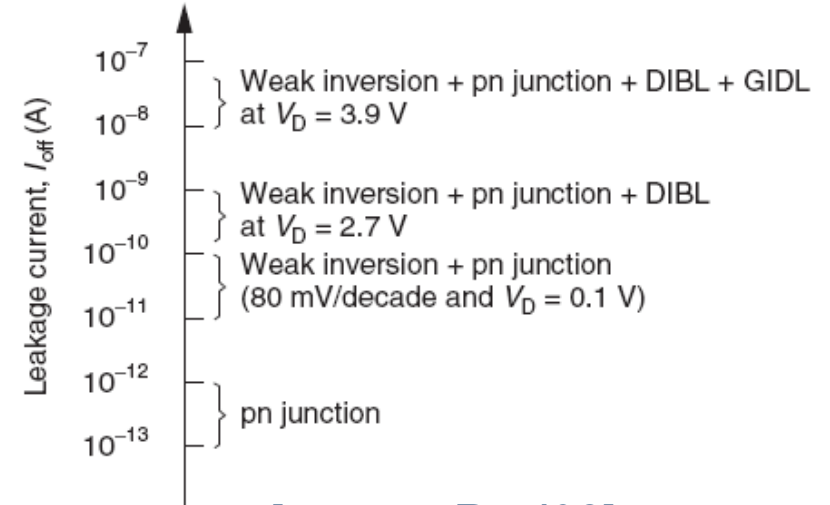 Leakage current, I_off (A)
10⁻⁷
Weak inversion + pn junction + DIBL + GIDL
at V_D = 3.9 V
10⁻⁸
10⁻⁹
Weak inversion + pn junction + DIBL
at V_D = 2.7 V
10⁻¹⁰
Weak inversion + pn junction
(80 mV/decade and V_D = 0.1 V)
10⁻¹¹
10⁻¹²
pn junction
10⁻¹³